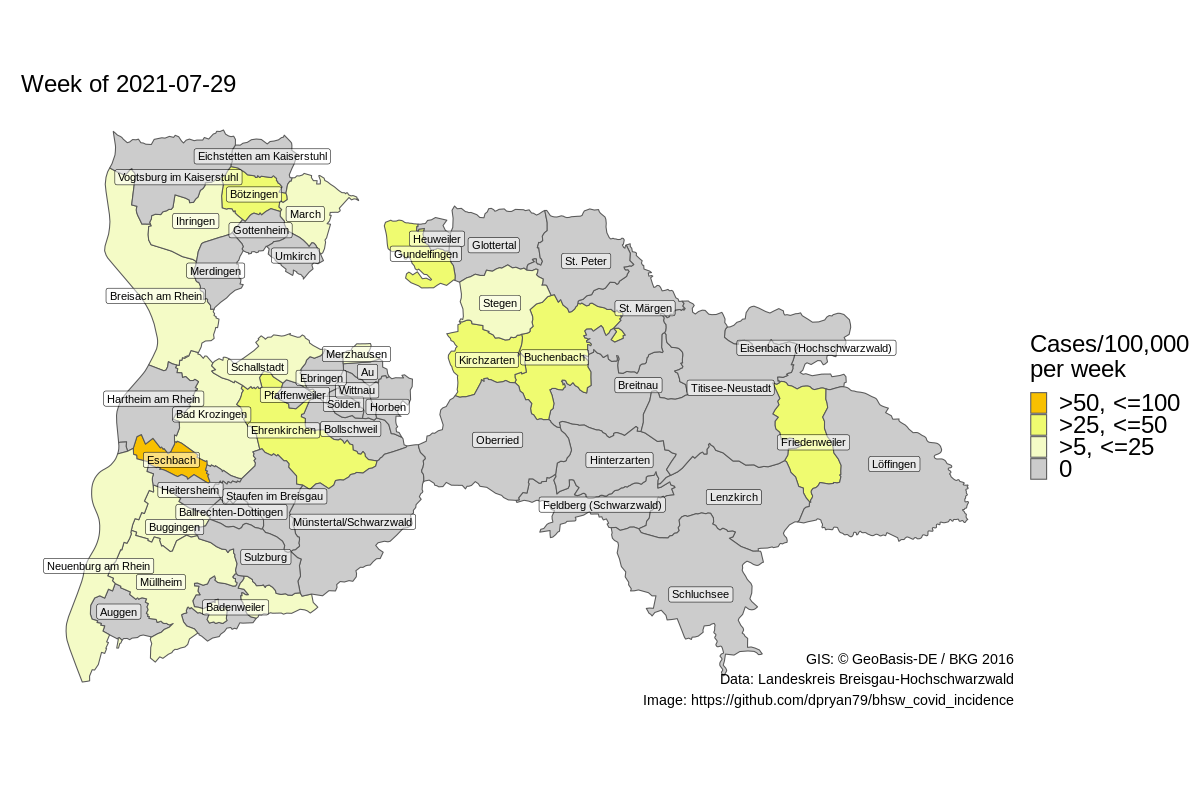 Week of 2021-07-29
Eichstetten am Kaiserstuhl
Vogtsburg im Kaiserstuhl
Bötzingen
March
Ihringen
Gottenheim
Umkirch
Merdingen
Breisach am Rhein
Heuweiler
Glottertal
Gundelfingen
St. Peter
Stegen
St. Märgen
Eisenbach (Hochschwarzwald)
Kirchzarten
Buchenbach
Breitnau
Titisee-Neustadt
Merzhausen
Schallstadt
Au
Ebringen
Wittnau
Pfaffenweiler
Sölden
Horben
Hartheim am Rhein
Bad Krozingen
Ehrenkirchen
Bollschweil
Oberried
Friedenweiler
Hinterzarten
Löffingen
Eschbach
Heitersheim
Staufen im Breisgau
Lenzkirch
Feldberg (Schwarzwald)
Ballrechten-Dottingen
Münstertal/Schwarzwald
Buggingen
Sulzburg
Neuenburg am Rhein
Müllheim
Schluchsee
Badenweiler
Auggen
Cases/100,000
per week
>50, <=100
>25, <=50
>5, <=25
0
GIS: © GeoBasis-DE / BKG 2016
Data: Landeskreis Breisgau-Hochschwarzwald
Image: https://github.com/dpryan79/bhsw_covid_incidence